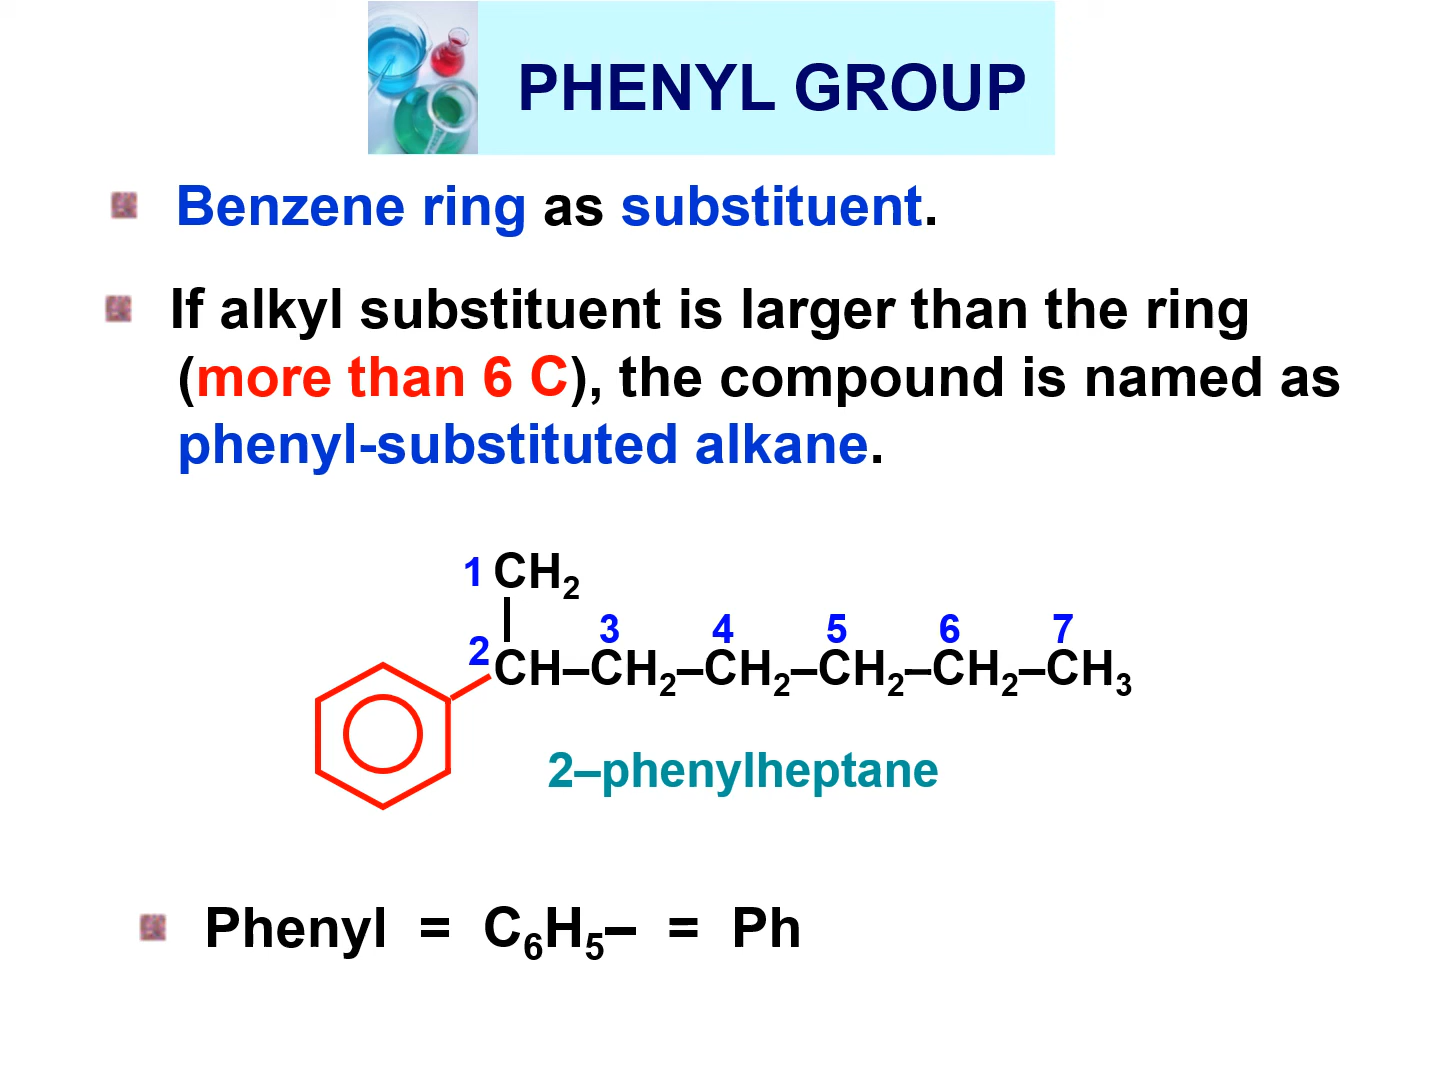 PHENYL GROUP
Benzene ring as substituent.
If alkyl substituent is larger than the ring
(more than 6 C), the compound is named as
phenyl-substituted alkane.
1 CH₂
3 4 5 6 7
2 CH–CH₂–CH₂–CH₂–CH₂–CH₃
2–phenylheptane
Phenyl = C₆H₅– = Ph